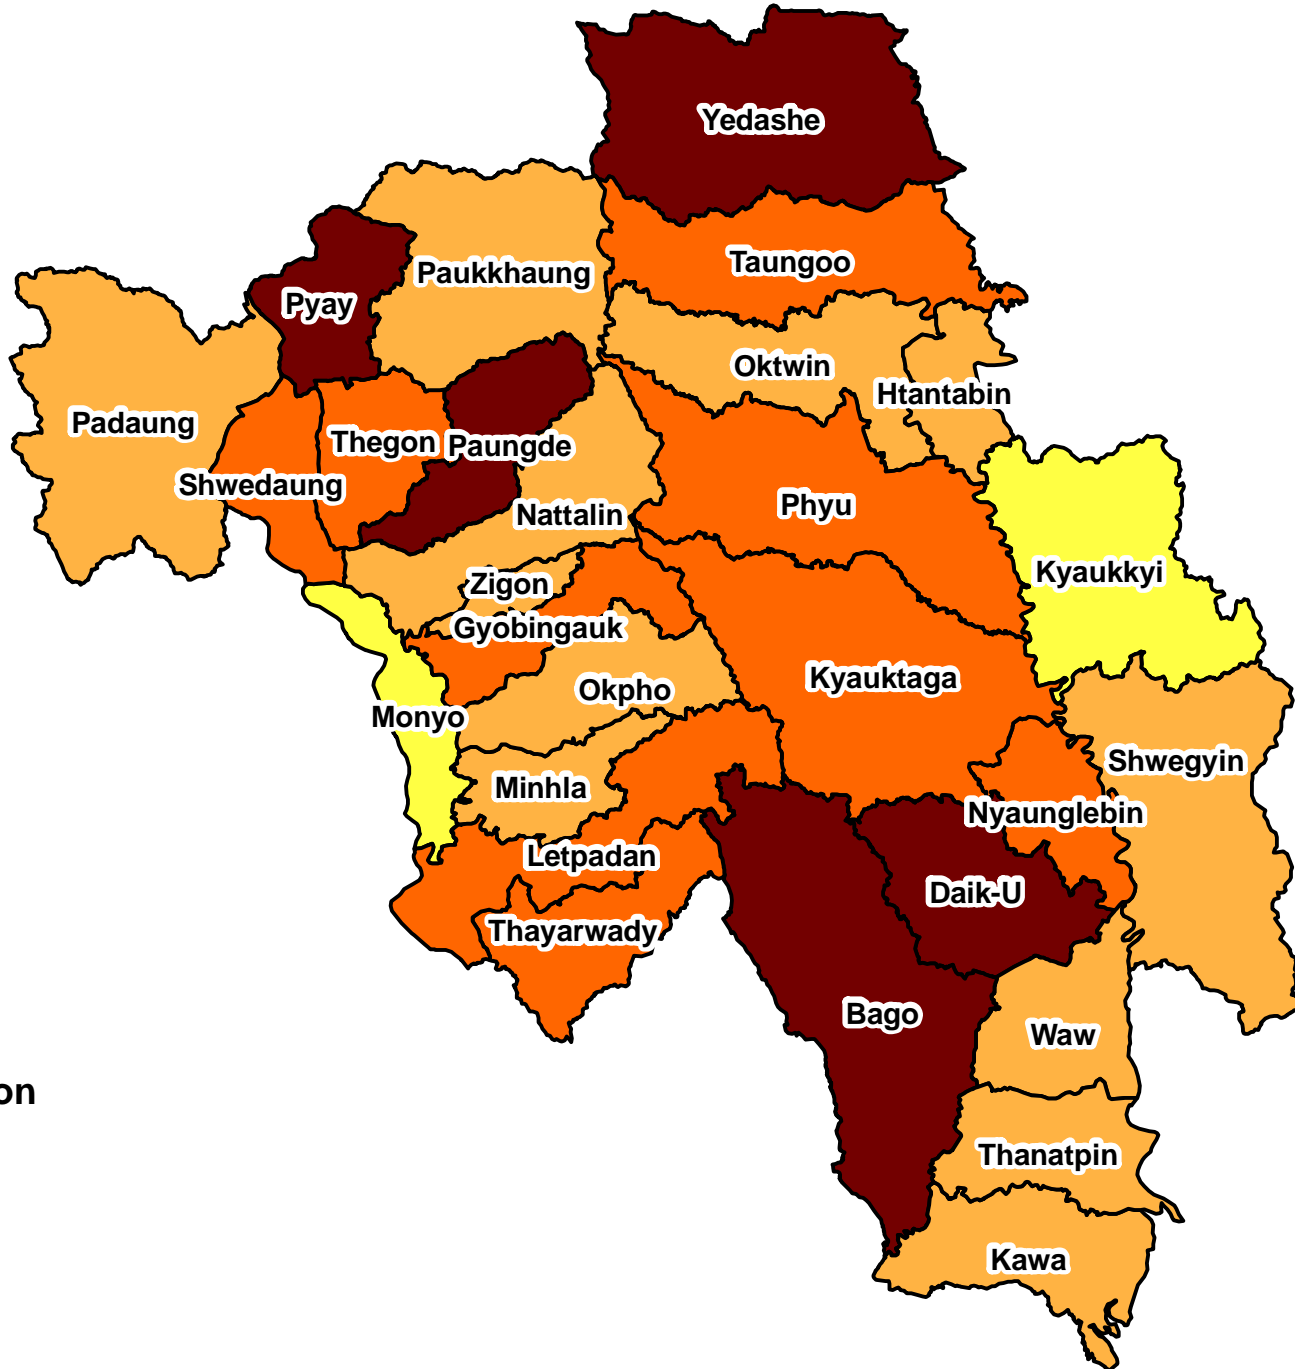 Yedashe
Taungoo
Paukkhaung
Pyay
Oktwin
Htantabin
Padaung
Thegon
Paungde
Shwedaung
Phyu
Nattalin
Kyaukkyi
Zigon
Gyobingauk
Kyauktaga
Okpho
Monyo
Shwegyin
Minhla
Nyaunglebin
Letpadan
Daik-U
Thayarwady
Bago
Waw
on
Thanatpin
Kawa